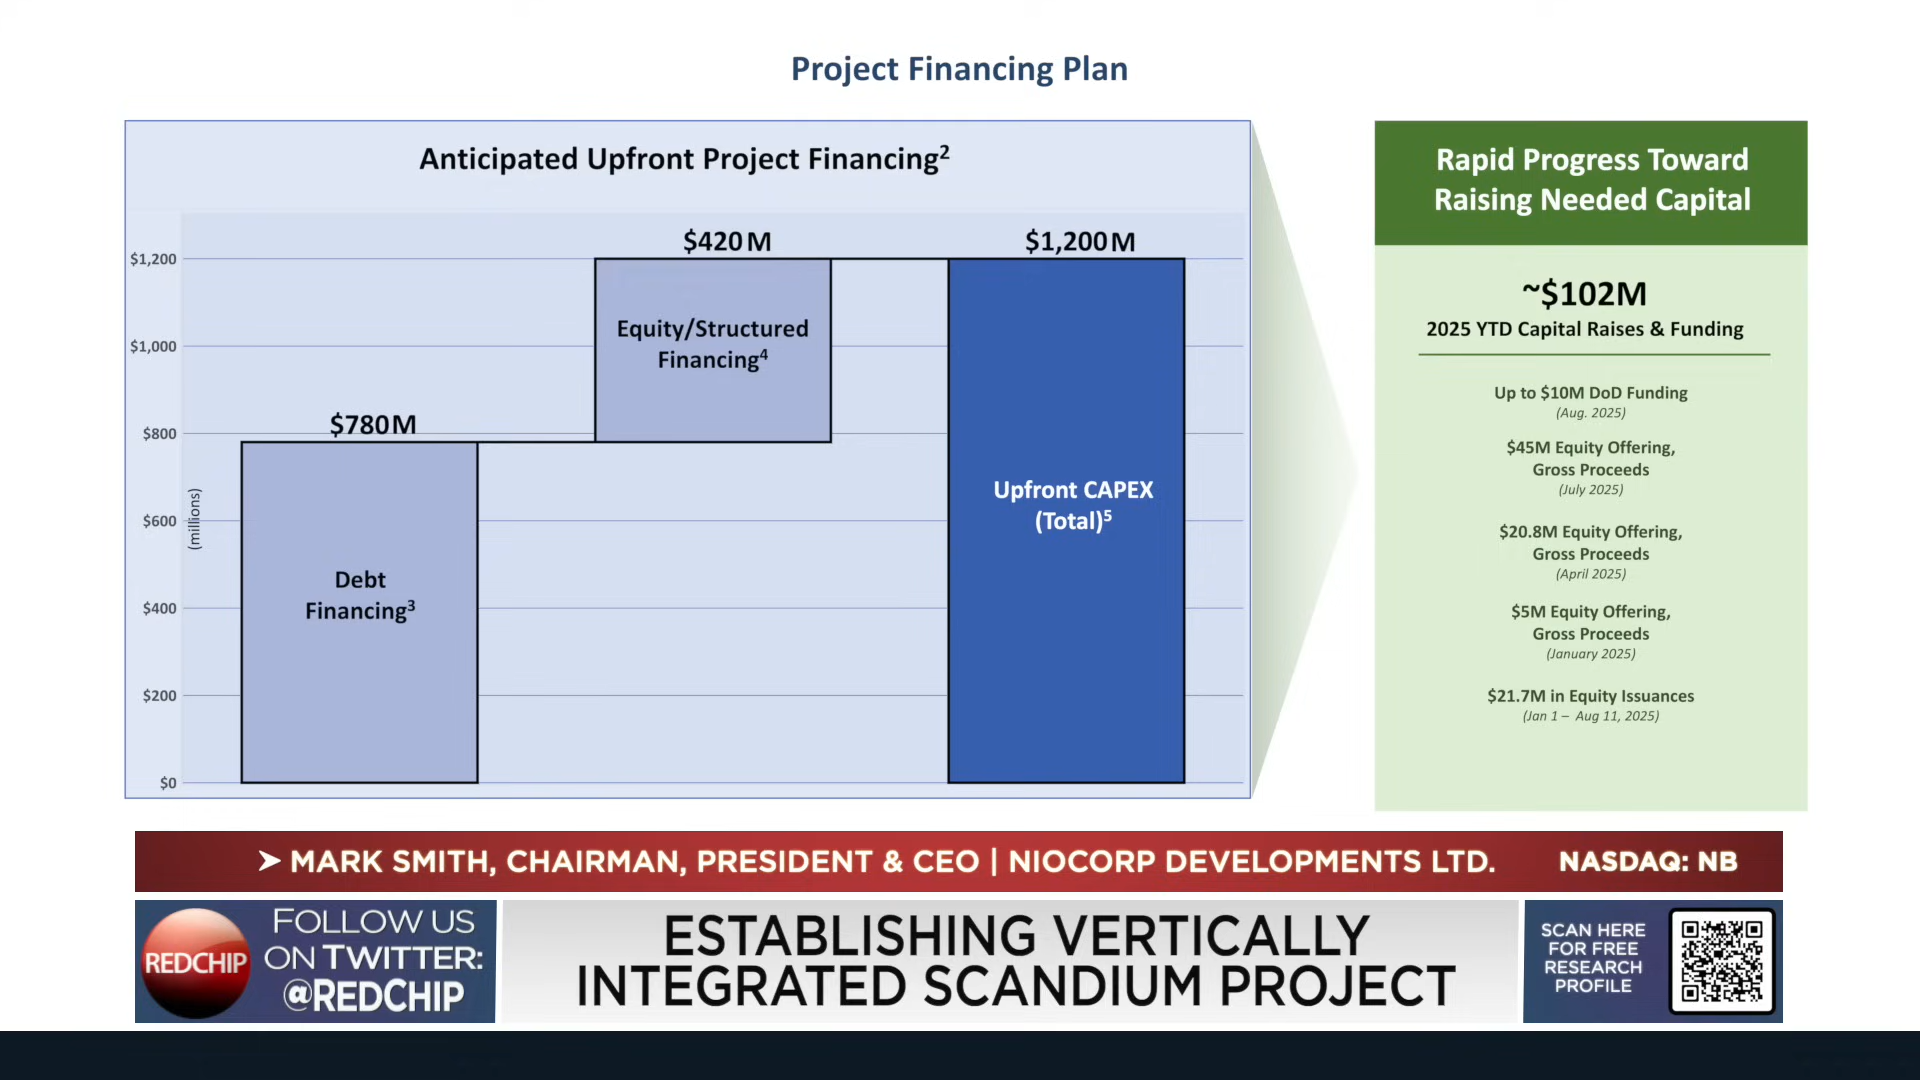 Project Financing Plan
Anticipated Upfront Project Financing²
$1,200
$1,000
$800
$600
$400
$200
$0
(millions)
$780M
Debt
Financing³
$420M
Equity/Structured
Financing⁴
$1,200M
Upfront CAPEX
(Total)⁵
Rapid Progress Toward
Raising Needed Capital
~$102M
2025 YTD Capital Raises & Funding
Up to $10M DoD Funding
(Aug. 2025)
$45M Equity Offering,
Gross Proceeds
(July 2025)
$20.8M Equity Offering,
Gross Proceeds
(April 2025)
$5M Equity Offering,
Gross Proceeds
(January 2025)
$21.7M in Equity Issuances
(Jan 1 – Aug 11, 2025)
➤ MARK SMITH, CHAIRMAN, PRESIDENT & CEO | NIOCORP DEVELOPMENTS LTD. NASDAQ: NB
REDCHIP
FOLLOW US
ON TWITTER:
@REDCHIP
ESTABLISHING VERTICALLY
INTEGRATED SCANDIUM PROJECT
SCAN HERE
FOR FREE
RESEARCH
PROFILE